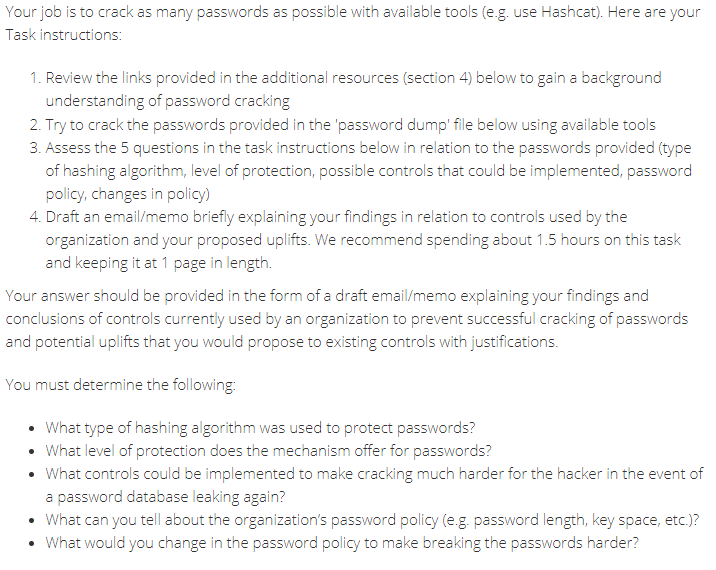 Your job is to crack as many passwords as possible with available tools (e.g. use Hashcat). Here are your
Task instructions:
1. Review the links provided in the additional resources (section 4) below to gain a background
understanding of password cracking
2. Try to crack the passwords provided in the 'password dump' file below using available tools
3. Assess the 5 questions in the task instructions below in relation to the passwords provided (type
of hashing algorithm, level of protection, possible controls that could be implemented, password
policy, changes in policy)
4. Draft an email/memo briefly explaining your findings in relation to controls used by the
organization and your proposed uplifts. We recommend spending about 1.5 hours on this task
and keeping it at 1 page in length.
Your answer should be provided in the form of a draft email/memo explaining your findings and
conclusions of controls currently used by an organization to prevent successful cracking of passwords
and potential uplifts that you would propose to existing controls with justifications.
You must determine the following:
• What type of hashing algorithm was used to protect passwords?
• What level of protection does the mechanism offer for passwords?
• What controls could be implemented to make cracking much harder for the hacker in the event of
a password database leaking again?
• What can you tell about the organization's password policy (e.g. password length, key space, etc.)?
• What would you change in the password policy to make breaking the passwords harder?